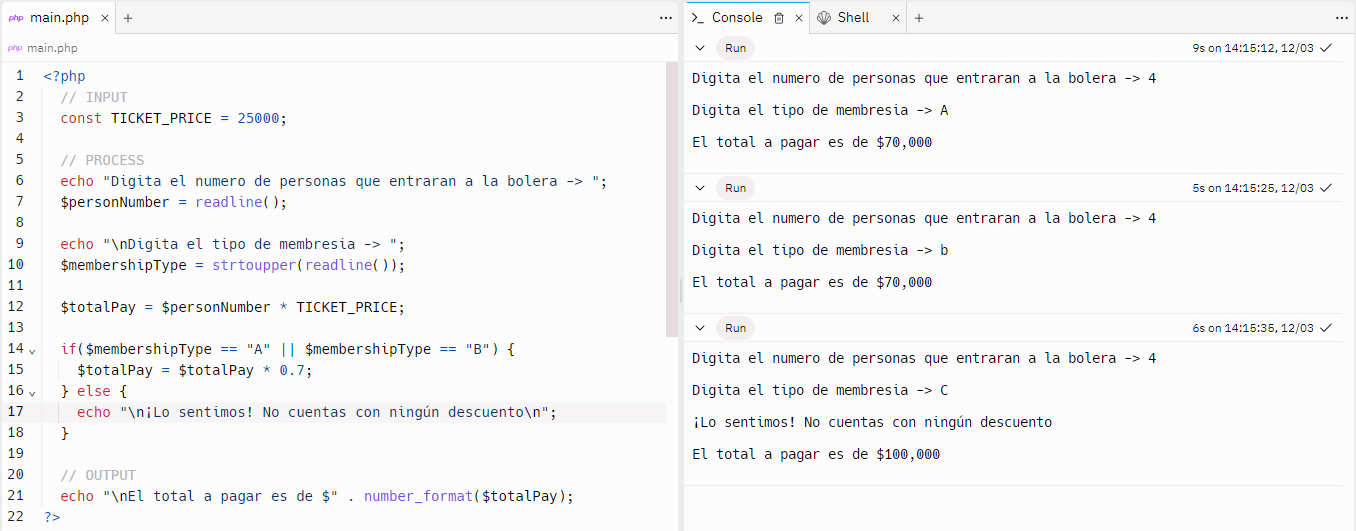 php main.php × +
php main.php
1 <?php
2 // INPUT
3 const TICKET_PRICE = 25000;
4
5 // PROCESS
6 echo "Digita el numero de personas que entraran a la bolera -> ";
7 $personNumber = readline();
8
9 echo "\nDigita el tipo de membresia -> ";
10 $membershipType = strtoupper(readline());
11
12 $totalPay = $personNumber * TICKET_PRICE;
13
14 if($membershipType == "A" || $membershipType == "B") {
15 $totalPay = $totalPay * 0.7;
16 } else {
17 echo "\n¡Lo sentimos! No cuentas con ningún descuento\n";
18 }
19
20 // OUTPUT
21 echo "\nEl total a pagar es de $" . number_format($totalPay);
22 ?>
Console × Shell × +
Run 9s on 14:15:12, 12/03
Digita el numero de personas que entraran a la bolera -> 4
Digita el tipo de membresia -> A
El total a pagar es de $70,000
Run 5s on 14:15:25, 12/03
Digita el numero de personas que entraran a la bolera -> 4
Digita el tipo de membresia -> b
El total a pagar es de $70,000
Run 6s on 14:15:35, 12/03
Digita el numero de personas que entraran a la bolera -> 4
Digita el tipo de membresia -> C
¡Lo sentimos! No cuentas con ningún descuento
El total a pagar es de $100,000